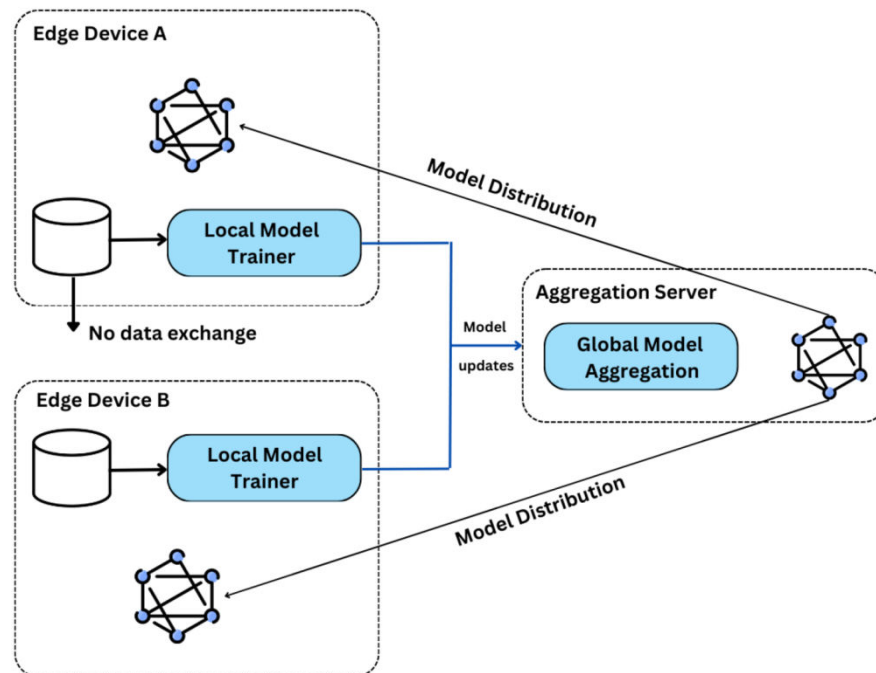 Edge Device A
Model Distribution
Local Model
Trainer
Aggregation Server
No data exchange
Model
updates
Global Model
Aggregation
Edge Device B
Local Model
Trainer
Model Distribution